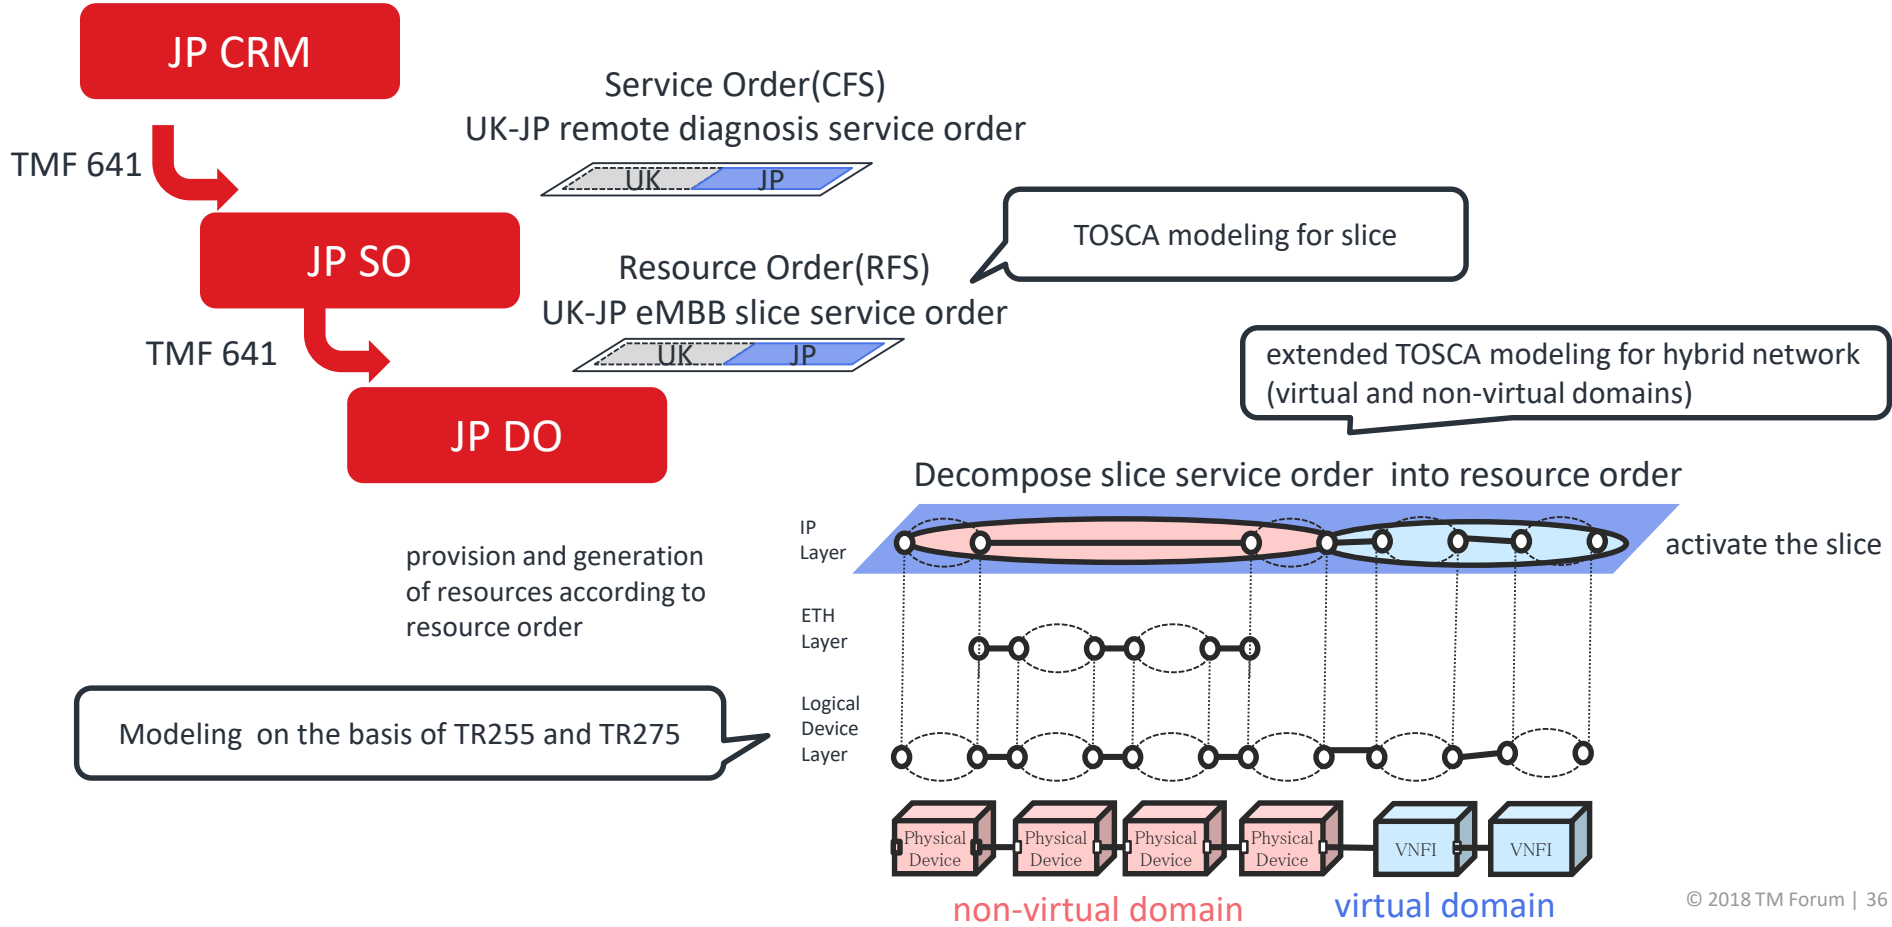 JP CRM
TMF 641
Service Order(CFS)
UK-JP remote diagnosis service order
UK JP
JP SO
TMF 641
Resource Order(RFS)
UK-JP eMBB slice service order
UK JP
TOSCA modeling for slice
JP DO
extended TOSCA modeling for hybrid network
(virtual and non-virtual domains)
Decompose slice service order into resource order
IP
Layer
activate the slice
provision and generation
of resources according to
resource order
ETH
Layer
Modeling on the basis of TR255 and TR275
Logical
Device
Layer
Physical
Device
Physical
Device
Physical
Device
Physical
Device
VNFI
VNFI
non-virtual domain
virtual domain
© 2018 TM Forum | 36